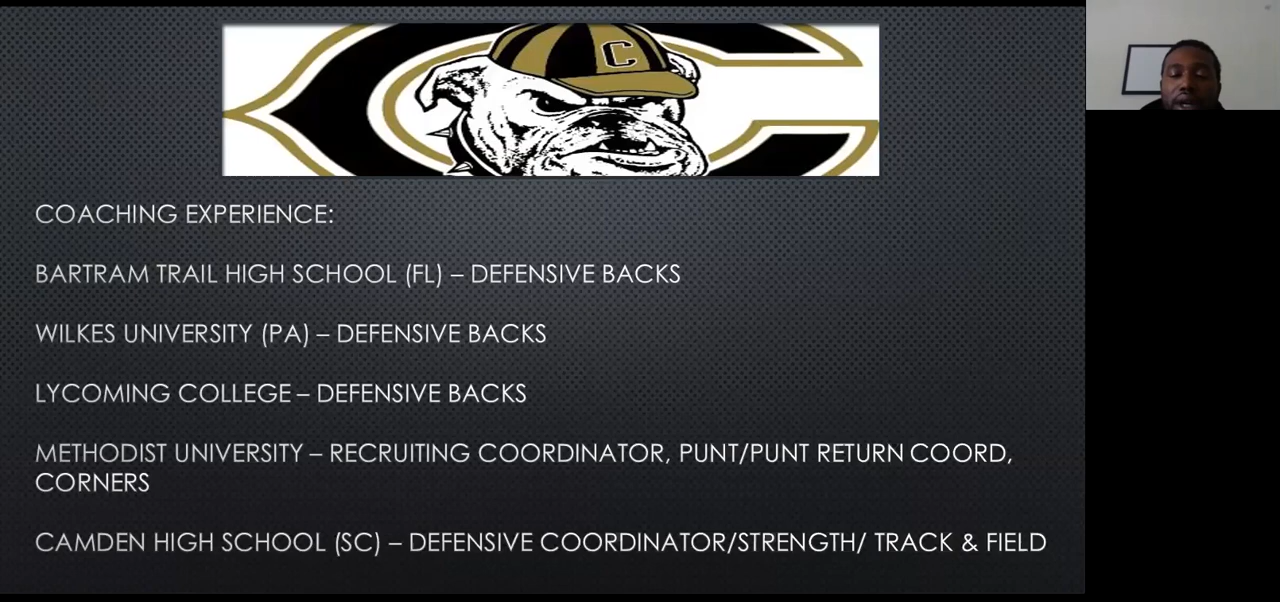 C
COACHING EXPERIENCE:
BARTRAM TRAIL HIGH SCHOOL (FL) – DEFENSIVE BACKS
WILKES UNIVERSITY (PA) – DEFENSIVE BACKS
LYCOMING COLLEGE – DEFENSIVE BACKS
METHODIST UNIVERSITY – RECRUITING COORDINATOR, PUNT/PUNT RETURN COORD,
CORNERS
CAMDEN HIGH SCHOOL (SC) – DEFENSIVE COORDINATOR/STRENGTH/ TRACK & FIELD